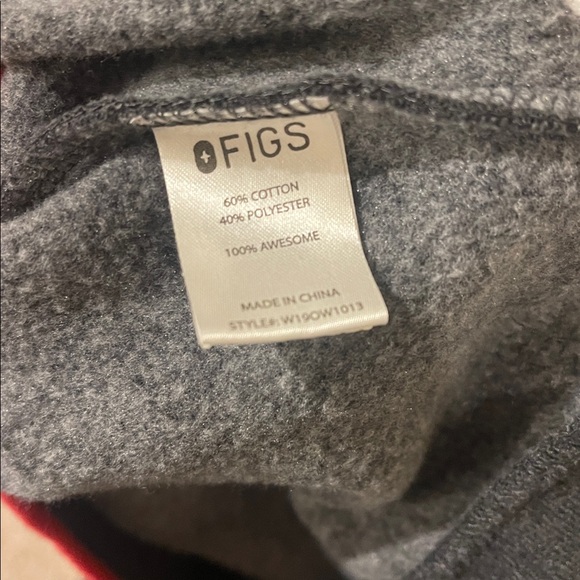 FIGS
60% COTTON
40% POLYESTER
100% AWESOME
MADE IN CHINA
STYLE#: W19OW1013